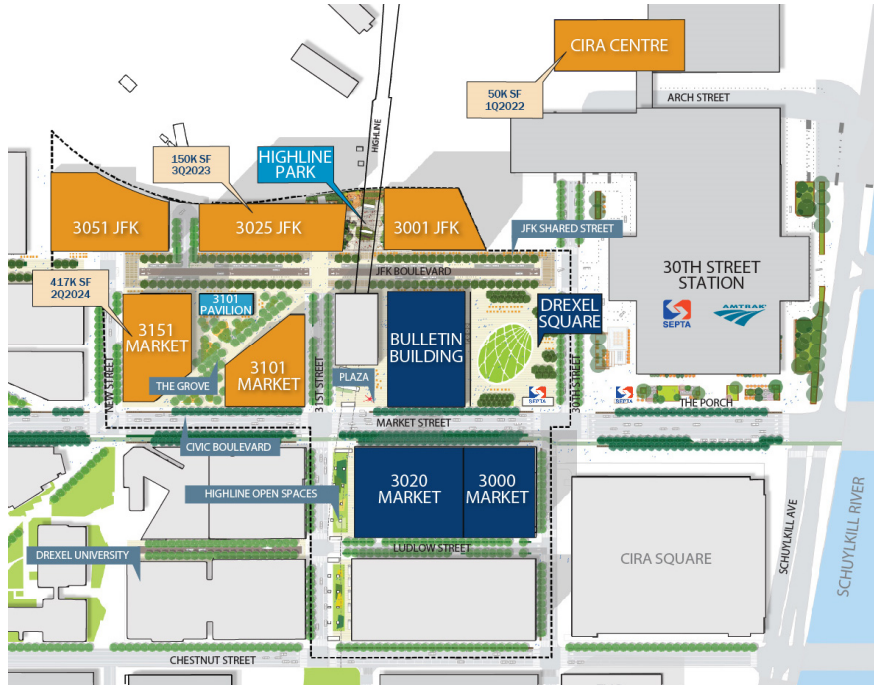 CIRA CENTRE
50K SF
1Q2022
ARCH STREET
HIGHLINE
150K SF
3Q2023
HIGHLINE
PARK
3051 JFK
3025 JFK
3001 JFK
JFK SHARED STREET
JFK BOULEVARD
30TH STREET
STATION
SEPTA
AMTRAK
417K SF
2Q2024
3101
PAVILION
DREXEL
SQUARE
3151
MARKET
BULLETIN
BUILDING
3101
MARKET
THE GROVE
PLAZA
NEW STREET
31ST STREET
30TH STREET
SEPTA
SEPTA
THE PORCH
MARKET STREET
CIVIC BOULEVARD
3020
MARKET
3000
MARKET
HIGHLINE OPEN SPACES
LUDLOW STREET
DREXEL UNIVERSITY
CIRA SQUARE
SCHUYLKILL AVE
SCHUYLKILL RIVER
CHESTNUT STREET